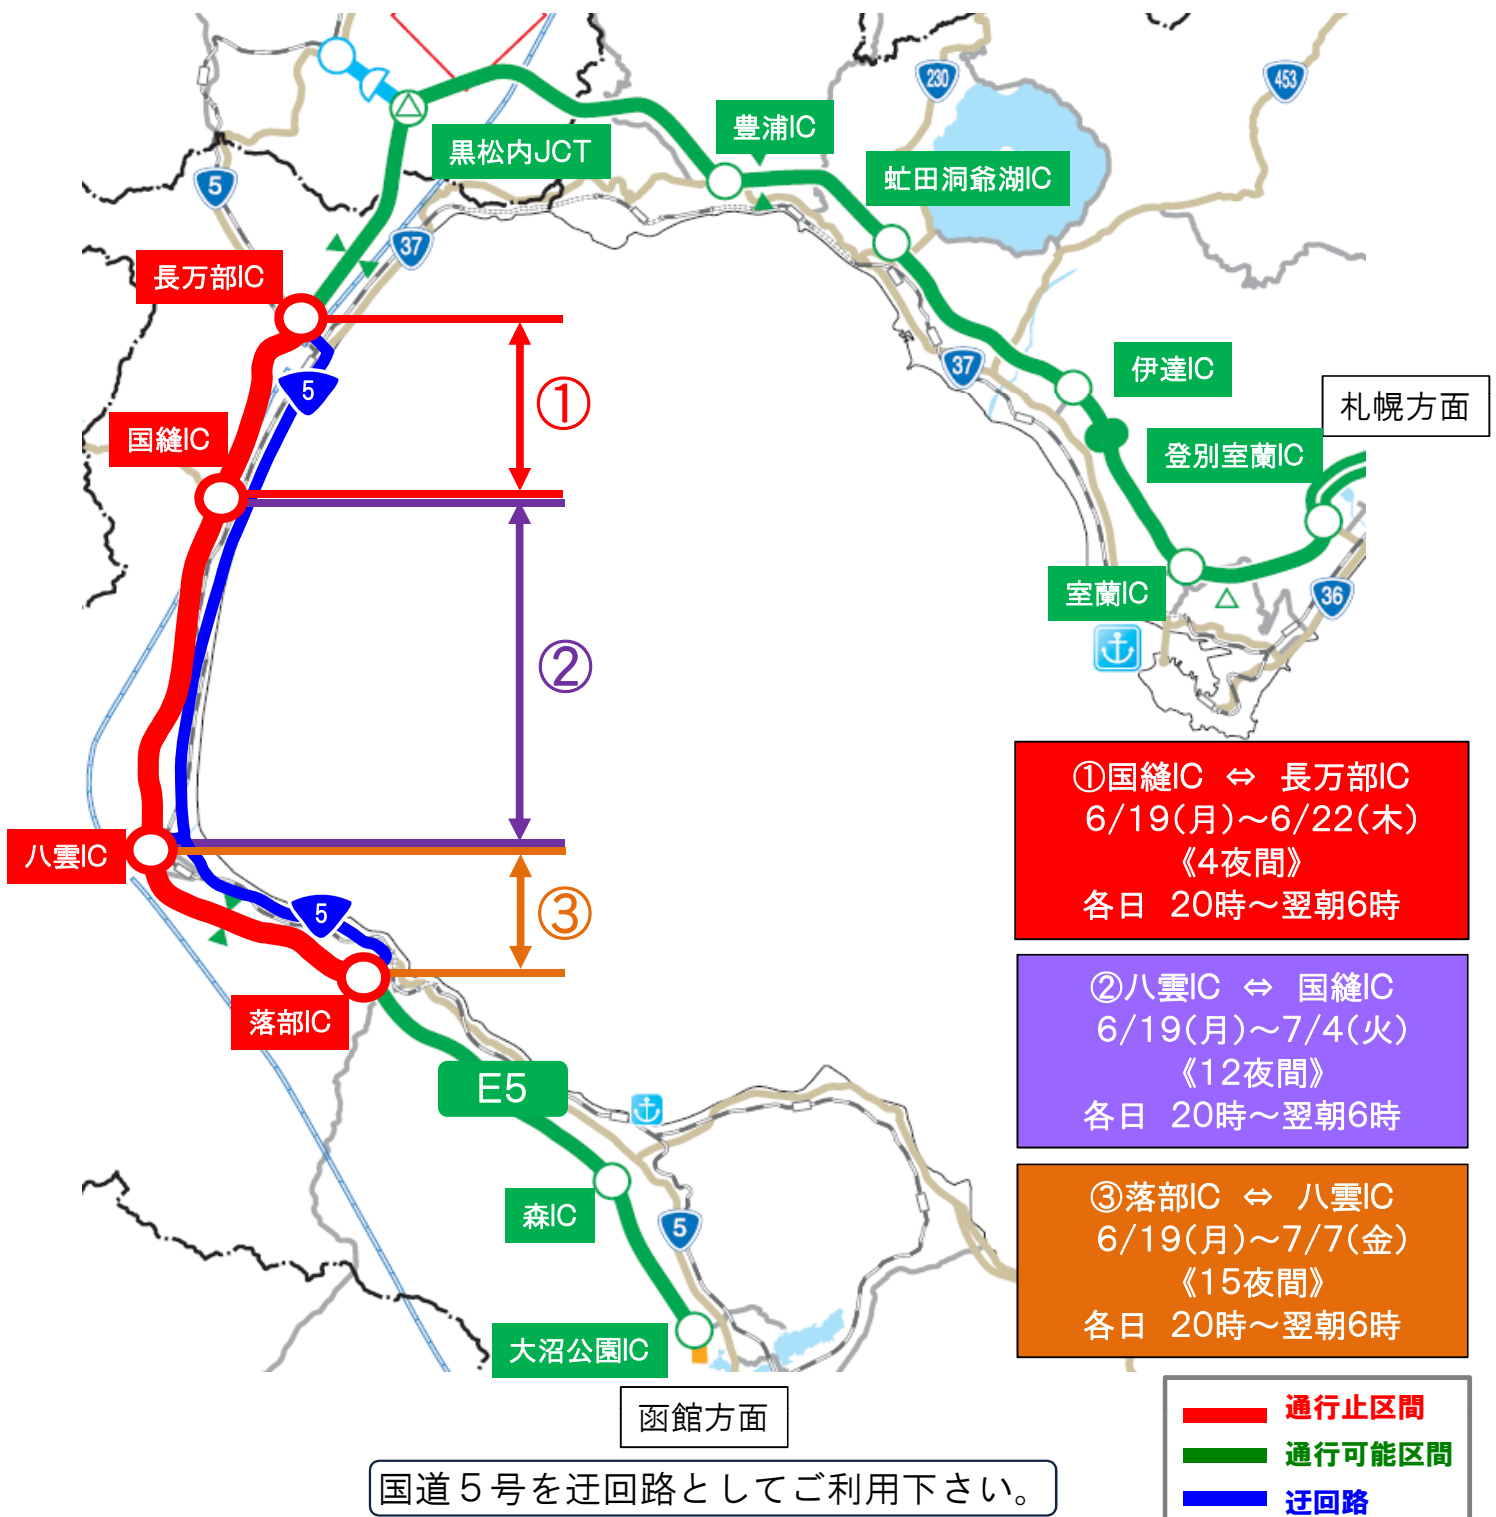 230
453
豊浦IC
黒松内JCT
虻田洞爺湖IC
5
37
長万部IC
伊達IC
37
5
①
札幌方面
国縫IC
登別室蘭IC
室蘭IC
36
②
①国縫IC ⇔ 長万部IC
6/19(月)～6/22(木)
《4夜間》
各日 20時～翌朝6時
八雲IC
③
5
②八雲IC ⇔ 国縫IC
6/19(月)～7/4(火)
《12夜間》
各日 20時～翌朝6時
落部IC
E5
③落部IC ⇔ 八雲IC
6/19(月)～7/7(金)
《15夜間》
各日 20時～翌朝6時
森IC
5
大沼公園IC
函館方面
通行止区間
通行可能区間
迂回路
国道５号を迂回路としてご利用下さい。